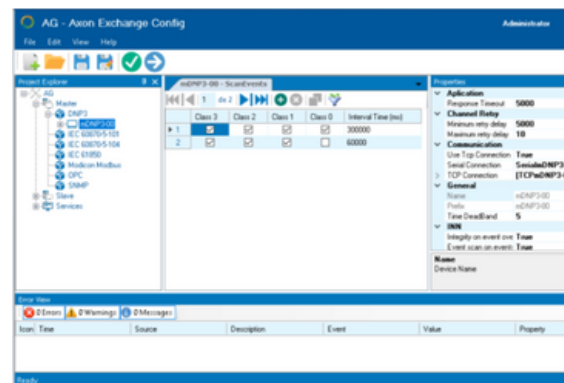 AG - Axon Exchange Config
Administrator
File Edit View Help
Project Explorer
AG
Master
DNP3
mDNP3-00
IEC 60870/5-101
IEC 60870/5-104
IEC 61850
Modicon Modbus
OPC
SNMP
Slave
Services
mDNP3-00 - ScanEvents
1 de 2
Class 3 Class 2 Class 1 Class 0 Interval Time (ms)
1 300000
2 60000
Properties
Aplication
Response Timeout 5000
Channel Retry
Minimum retry delay 5000
Maximum retry delay 10
Communication
Use Tcp Connection True
Serial Connection SerialmDNP3
TCP Connection [TCPmDNP3-
General
Name mDNP3-00
Prefix mDNP3-00
Time DeadBand 5
INN
Integrity on event ove True
Event scan on event: True
Name
Device Name
Error View
0 Errors 0 Warnings 0 Messages
Icon Time Source Description Event Value Property
Ready